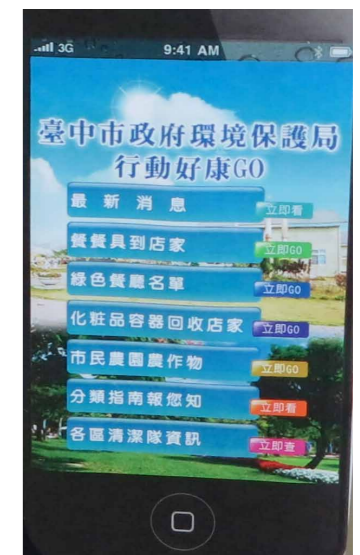 3G 9:41 AM
臺中市政府環境保護局
行動好康GO
最新消息 立即看
餐餐具到店家 立即GO
綠色餐廳名單 立即GO
化粧品容器回收店家 立即GO
市民農園農作物 立即GO
分類指南報您知 立即看
各區清潔隊資訊 立即查